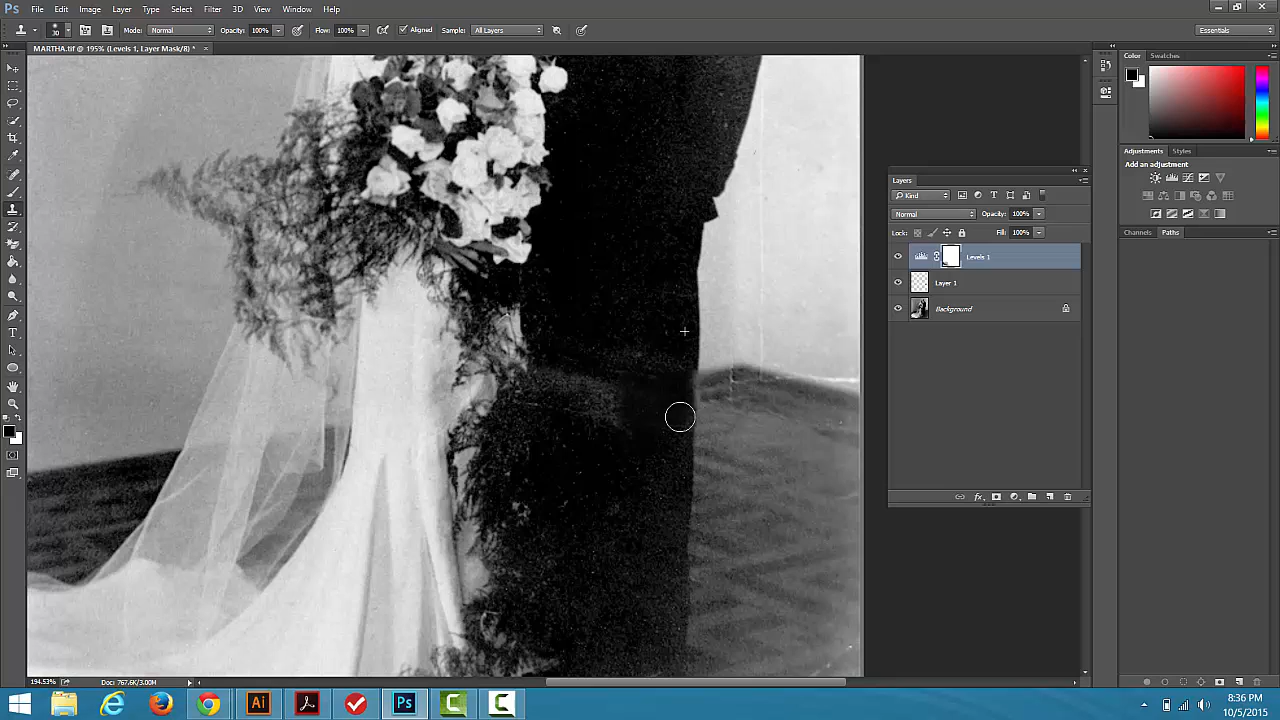 Ps File Edit Image Layer Type Select Filter 3D View Window Help
30 Mode: Normal Opacity: 100% Flow: 100% Aligned Sample: All Layers Essentials
MARTHA.tif @ 195% (Levels 1, Layer Mask/8) * ×
Color Swatches
Adjustments Styles
Add an adjustment
Layers
Kind
Normal Opacity: 100%
Lock: Fill: 100%
Channels Paths
Levels 1
Layer 1
Background
194.53% Doc: 767.6K/3.00M
Ai Ps C C
8:36 PM
10/5/2015